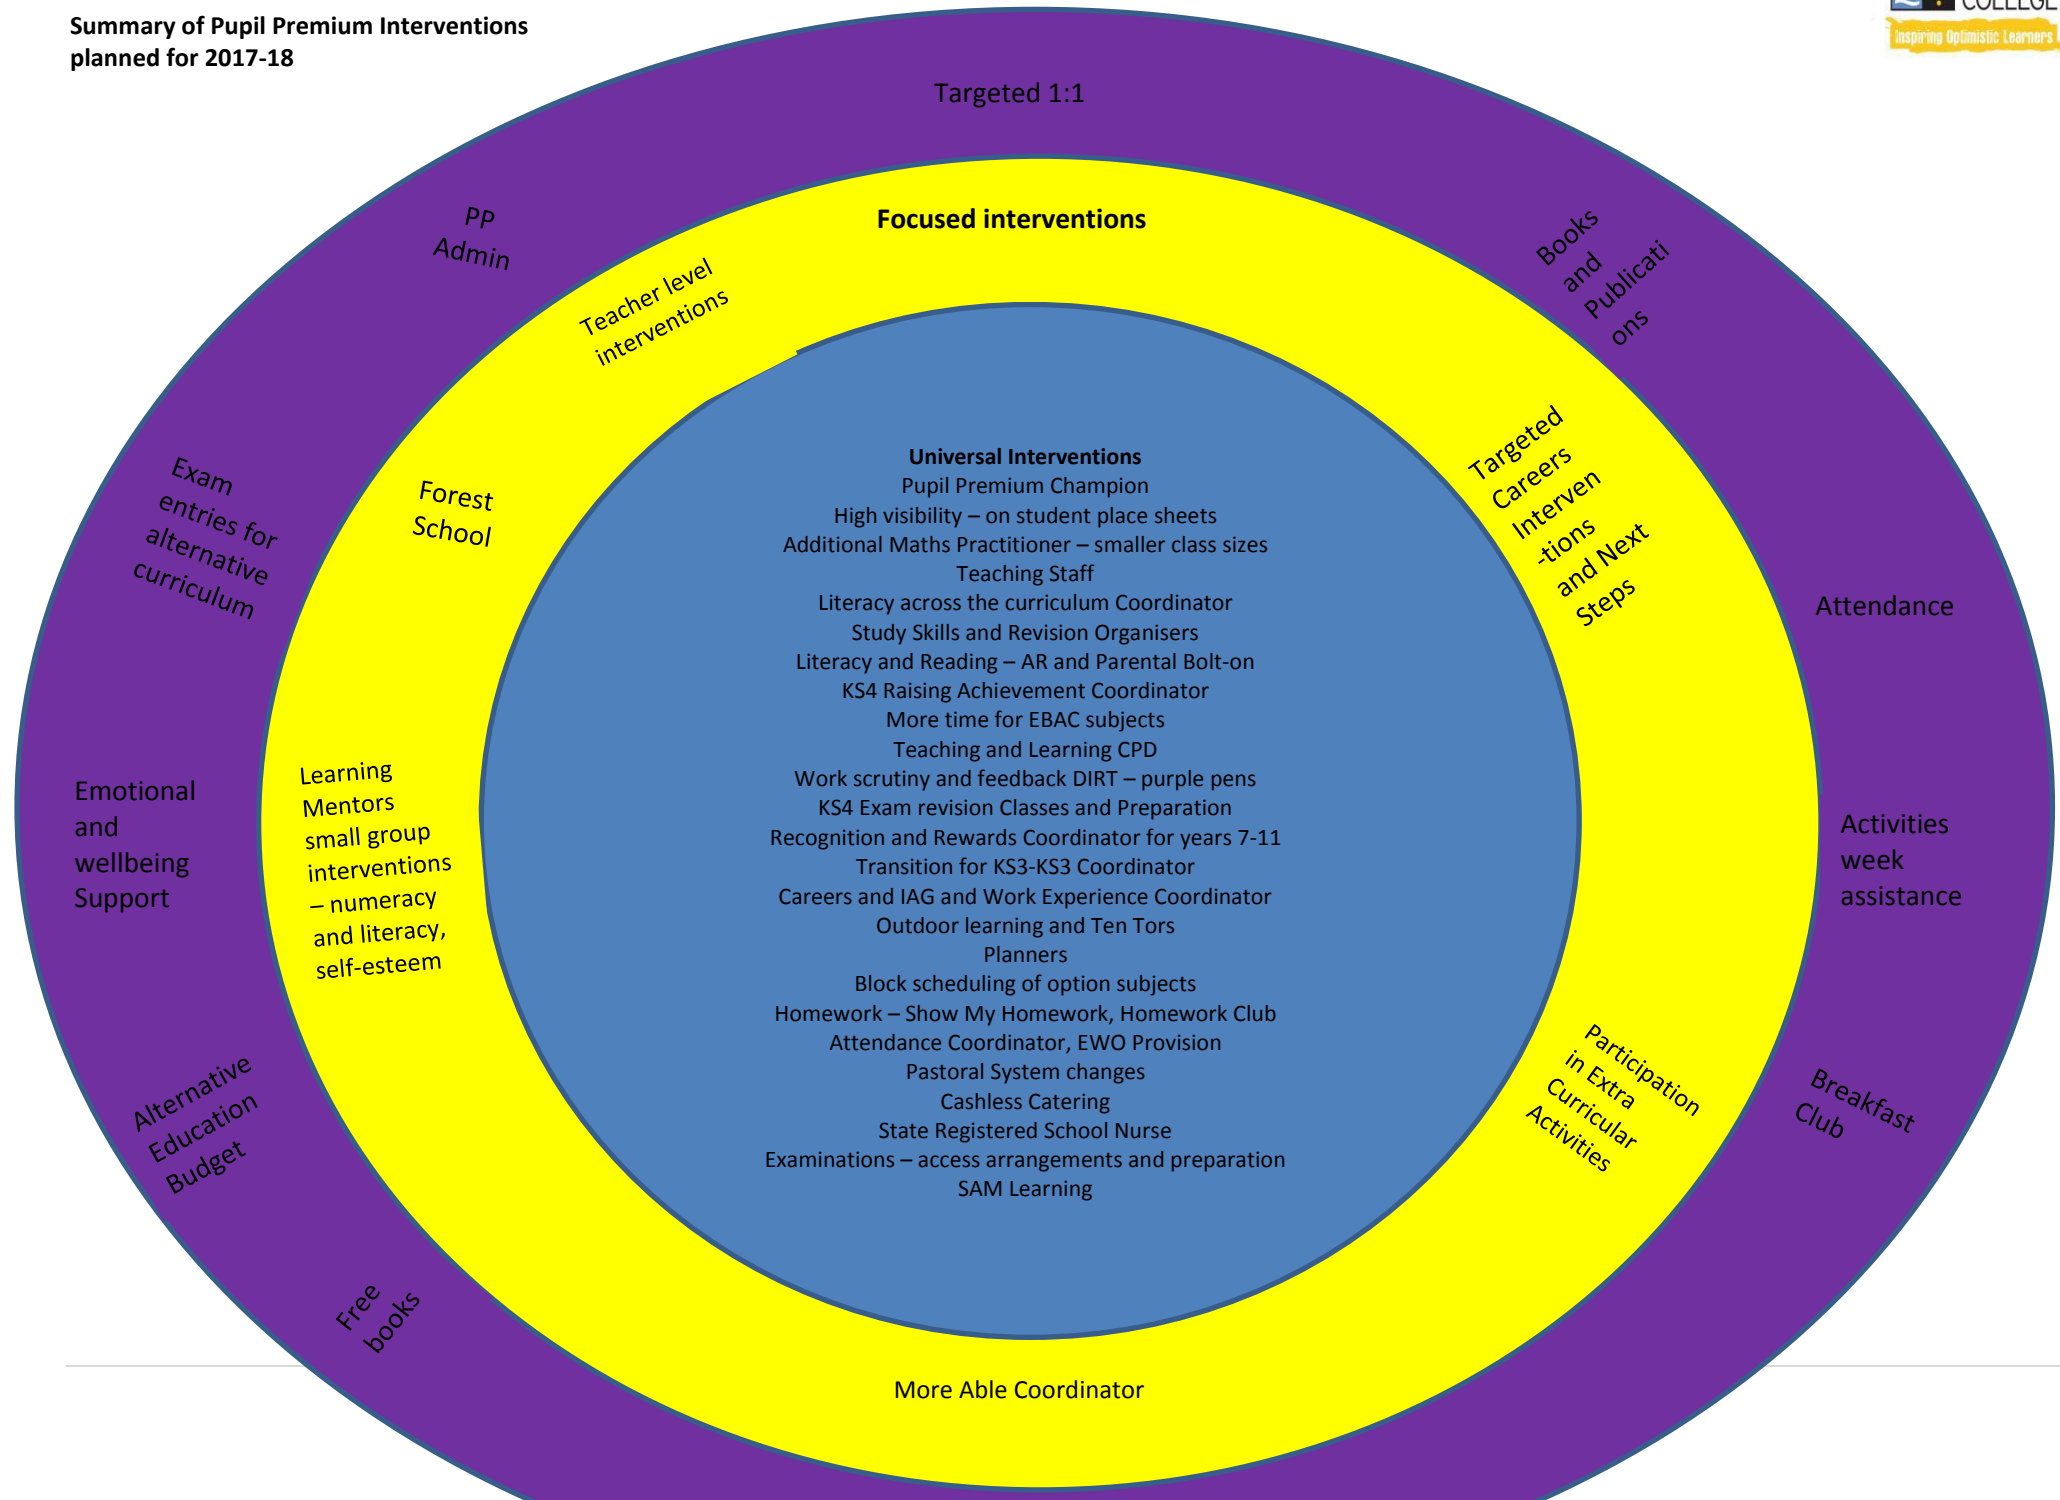 Summary of Pupil Premium Interventions
planned for 2017-18
COLLEGE
Inspiring Optimistic Learners
Targeted 1:1
PP
Admin
Books
and
Publicati
ons
Exam
entries for
alternative
curriculum
Attendance
Emotional
and
wellbeing
Support
Activities
week
assistance
Alternative
Education
Budget
Breakfast
Club
Free
books
Focused interventions
Teacher level
interventions
Forest
School
Targeted
Careers
Interven
-tions
and Next
Steps
Learning
Mentors
small group
interventions
– numeracy
and literacy,
self-esteem
Participation
in Extra
Curricular
Activities
More Able Coordinator
Universal Interventions
Pupil Premium Champion
High visibility – on student place sheets
Additional Maths Practitioner – smaller class sizes
Teaching Staff
Literacy across the curriculum Coordinator
Study Skills and Revision Organisers
Literacy and Reading – AR and Parental Bolt-on
KS4 Raising Achievement Coordinator
More time for EBAC subjects
Teaching and Learning CPD
Work scrutiny and feedback DIRT – purple pens
KS4 Exam revision Classes and Preparation
Recognition and Rewards Coordinator for years 7-11
Transition for KS3-KS3 Coordinator
Careers and IAG and Work Experience Coordinator
Outdoor learning and Ten Tors
Planners
Block scheduling of option subjects
Homework – Show My Homework, Homework Club
Attendance Coordinator, EWO Provision
Pastoral System changes
Cashless Catering
State Registered School Nurse
Examinations – access arrangements and preparation
SAM Learning